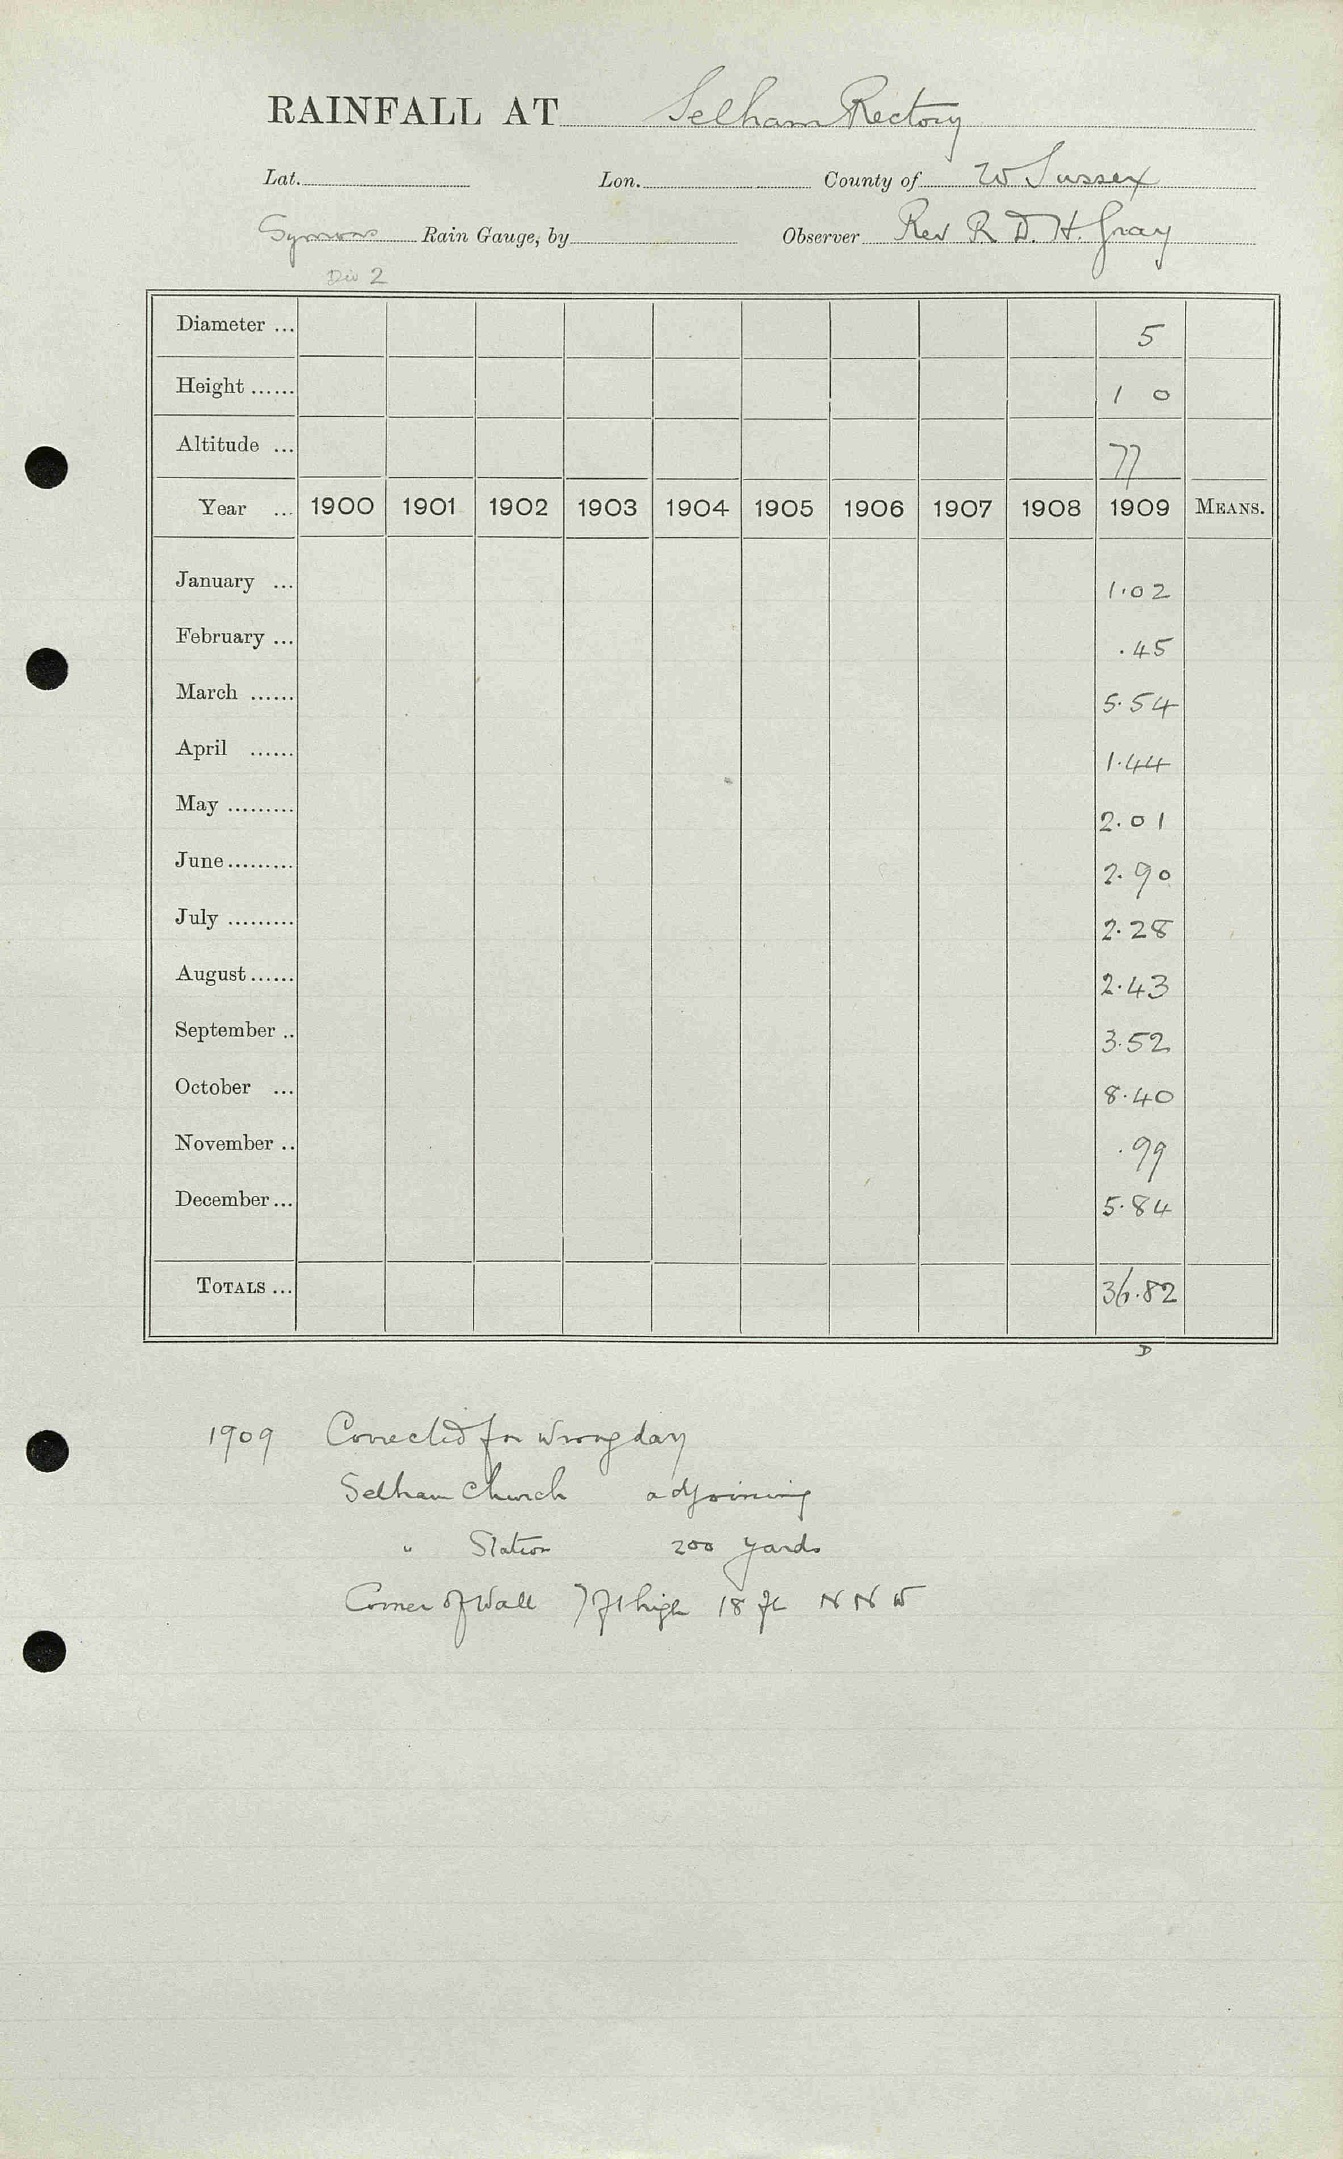 RAINFALL AT Selham Rectory
Lat. Lon. County of W Sussex
Symons Rain Gauge, by Observer Rev R. D. H. Gray
Div 2
Diameter ... 5
Height ...... 1 0
Altitude ... 77
Year ... 1900 1901 1902 1903 1904 1905 1906 1907 1908 1909 MEANS.
January ... 1.02
February ... .45
March ...... 5.54
April ...... 1.44
May ......... 2.01
June ......... 2.90
July ......... 2.28
August ...... 2.43
September .. 3.52
October ... 8.40
November .. .99
December ... 5.84
TOTALS ... 36.82
D
1909 Corrected for wrong day
Selham Church adjoining
" Station 200 yards
Corner of Wall 7 ft high 18 ft N N W